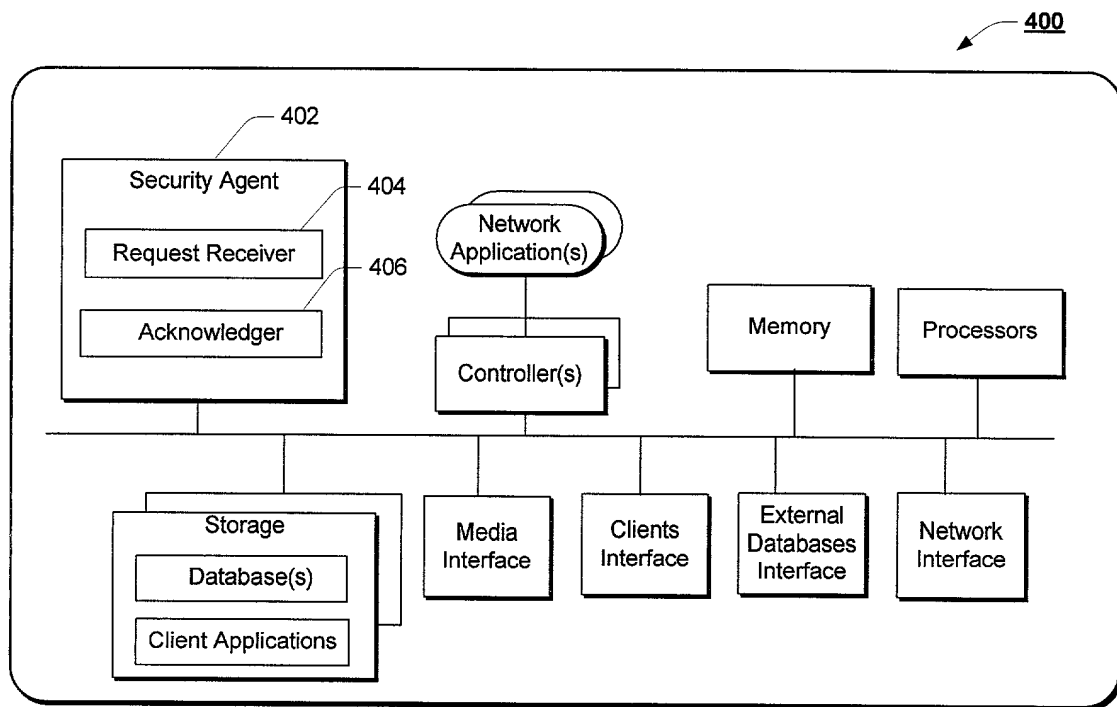 400
402
Security Agent
404
Request Receiver
406
Acknowledger
Network
Application(s)
Controller(s)
Memory
Processors
Storage
Database(s)
Client Applications
Media
Interface
Clients
Interface
External
Databases
Interface
Network
Interface